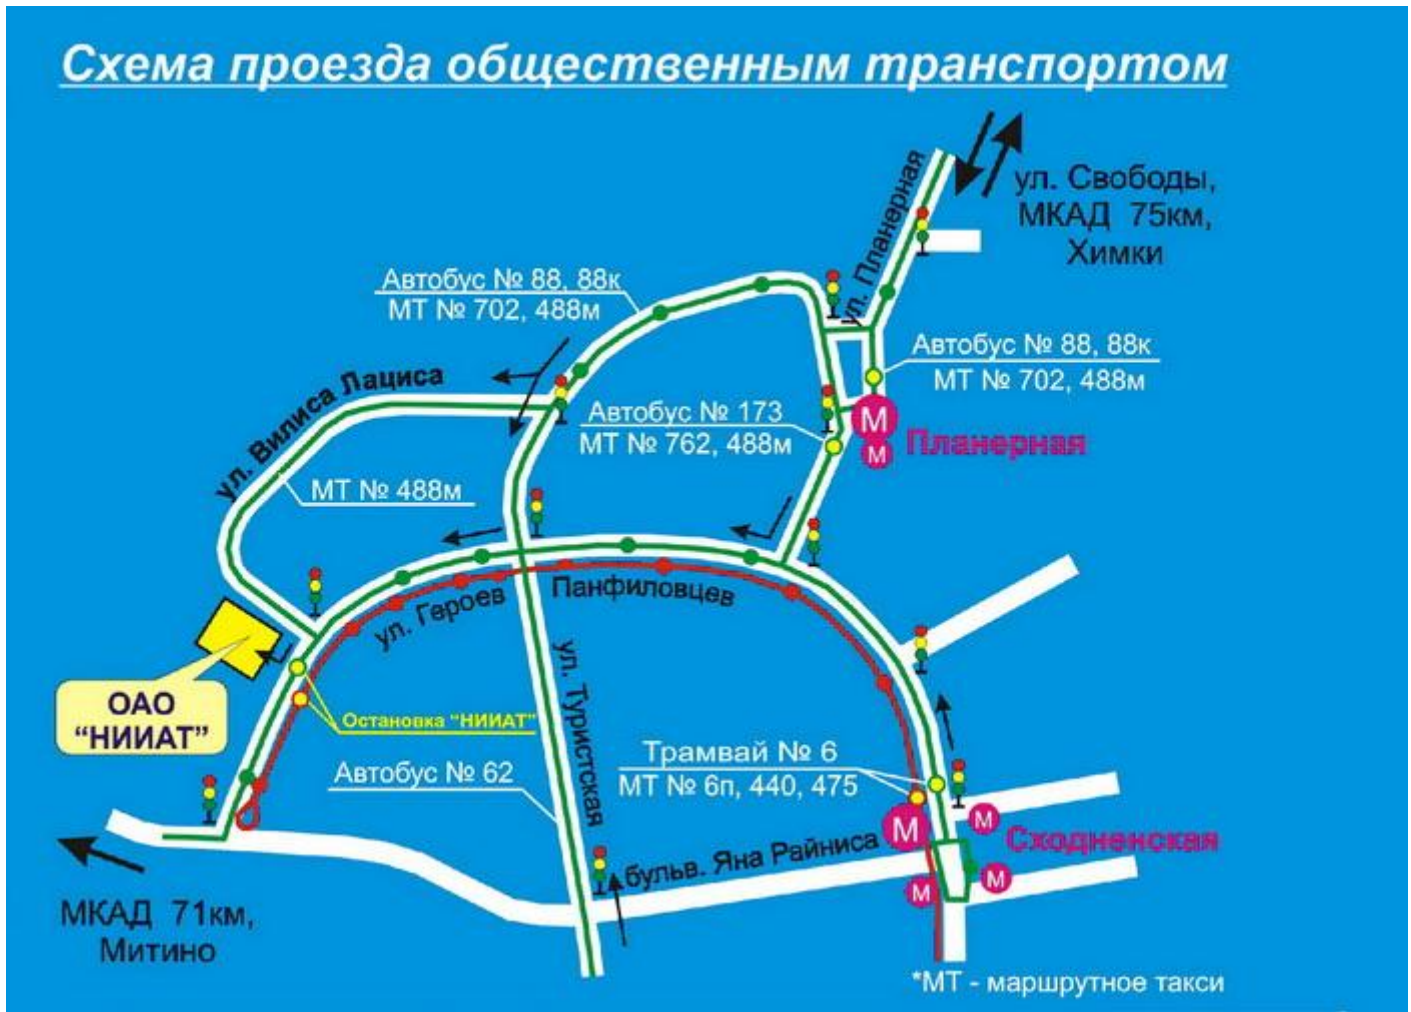 Схема проезда общественным транспортом
ул. Планерная
ул. Свободы,
МКАД 75км,
Химки
Автобус № 88, 88к
МТ № 702, 488м
Автобус № 88, 88к
МТ № 702, 488м
ул. Вилиса Лациса
Автобус № 173
МТ № 762, 488м
М
М
Планерная
МТ № 488м
ул. Героев
Панфиловцев
ОАО
“НИИАТ”
Остановка “НИИАТ”
ул. Туристская
Автобус № 62
Трамвай № 6
МТ № 6п, 440, 475
М
М
Сходненская
М
М
бульв. Яна Райниса
МКАД 71км,
Митино
*МТ - маршрутное такси